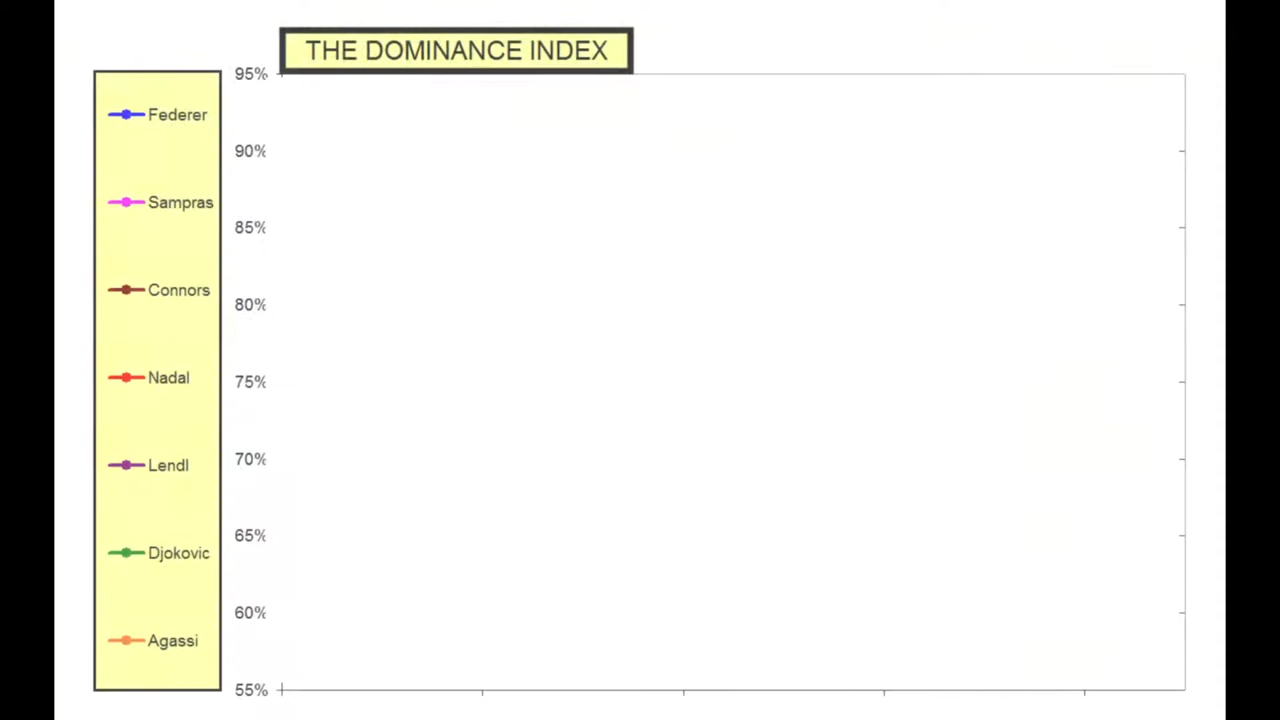 THE DOMINANCE INDEX
Federer
Sampras
Connors
Nadal
Lendl
Djokovic
Agassi
95%
90%
85%
80%
75%
70%
65%
60%
55%